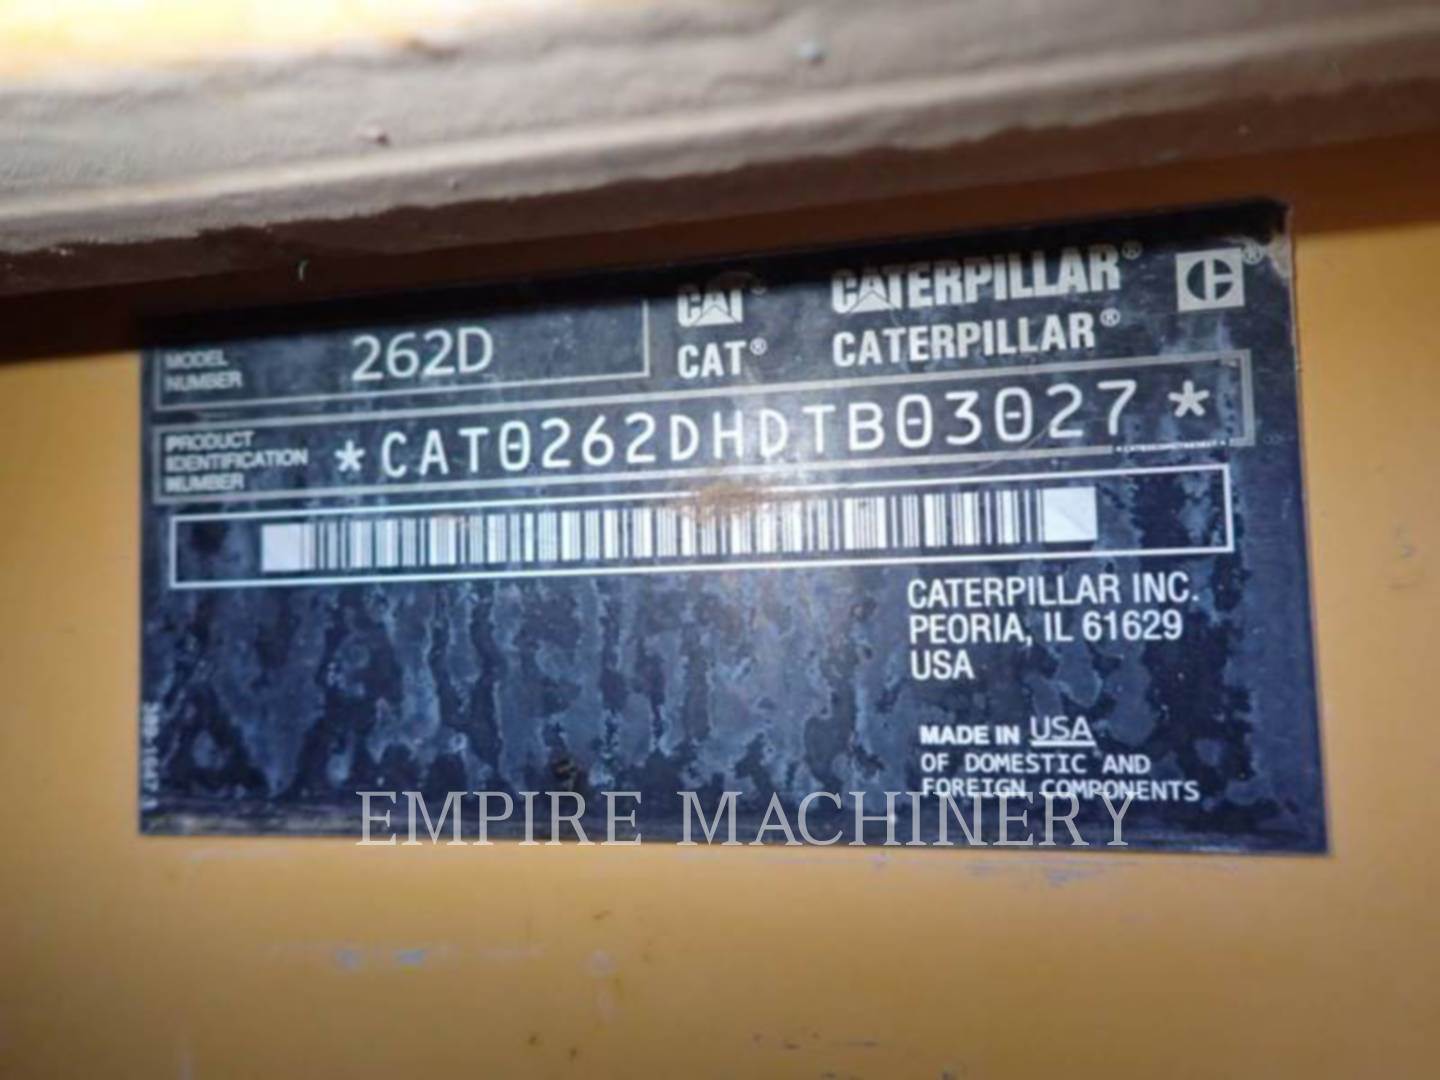 MODEL NUMBER 262D
CAT® CATERPILLAR®
CAT® CATERPILLAR®
PRODUCT IDENTIFICATION NUMBER *CAT0262DHDTB03027*
CATERPILLAR INC.
PEORIA, IL 61629
USA
MADE IN USA
OF DOMESTIC AND
FOREIGN COMPONENTS
EMPIRE MACHINERY